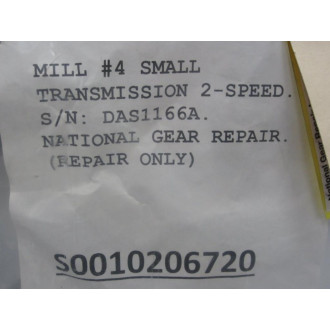 MILL #4 SMALL
TRANSMISSION 2-SPEED.
S/N: DAS1166A.
NATIONAL GEAR REPAIR.
(REPAIR ONLY)
S0010206720